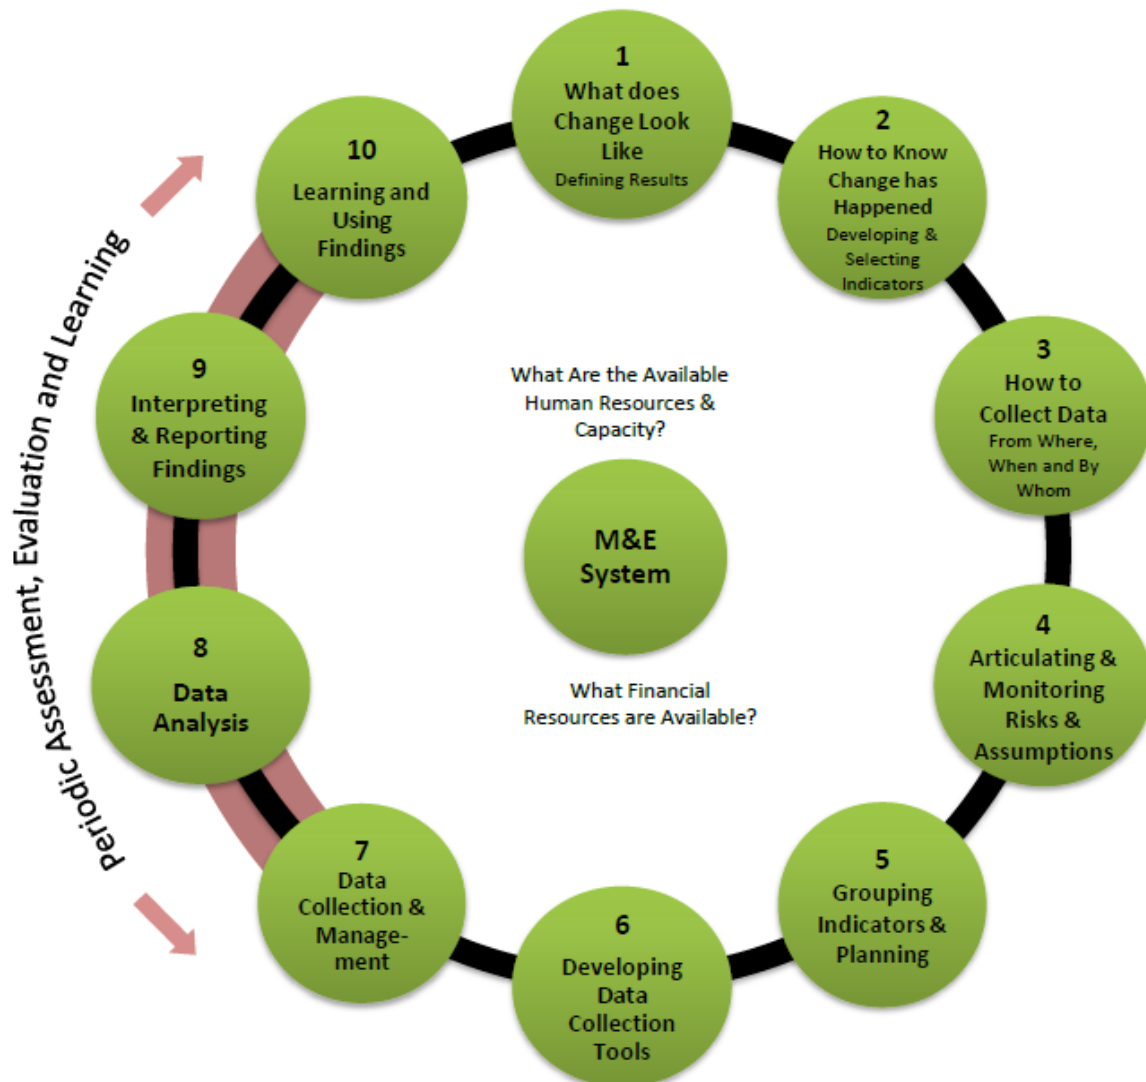 1
What does
Change Look
Like
Defining Results
2
How to Know
Change has
Happened
Developing &
Selecting
Indicators
3
How to
Collect Data
From Where,
When and By
Whom
4
Articulating &
Monitoring
Risks &
Assumptions
5
Grouping
Indicators &
Planning
6
Developing
Data
Collection
Tools
7
Data
Collection &
Manage-
ment
8
Data
Analysis
9
Interpreting
& Reporting
Findings
10
Learning and
Using
Findings
Periodic Assessment, Evaluation and Learning
What Are the Available
Human Resources &
Capacity?
M&E
System
What Financial
Resources are Available?